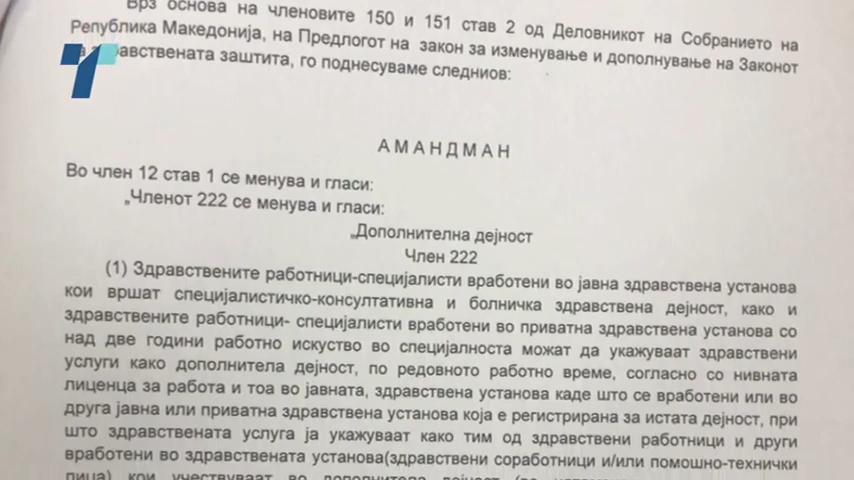 Врз основа на членовите 150 и 151 став 2 од Деловникот на Собранието на
Република Македонија, на Предлогот на закон за изменување и дополнување на Законот
за здравствената заштита, го поднесуваме следниов:
АМАНДМАН
Во член 12 став 1 се менува и гласи:
„Членот 222 се менува и гласи:
„Дополнителна дејност
Член 222
(1) Здравствените работници-специјалисти вработени во јавна здравствена установа
кои вршат специјалистичко-консултативна и болничка здравствена дејност, како и
здравствените работници- специјалисти вработени во приватна здравствена установа со
над две години работно искуство во специјалноста можат да укажуваат здравствени
услуги како дополнителна дејност, по редовното работно време, согласно со нивната
лиценца за работа и тоа во јавната, здравствена установа каде што се вработени или во
друга јавна или приватна здравствена установа која е регистрирана за истата дејност, при
што здравствената услуга ја укажуваат како тим од здравствени работници и други
вработени во здравствената установа(здравствени соработници и/или помошно-технички
лица) кои учествуваат во дополнителна дејност